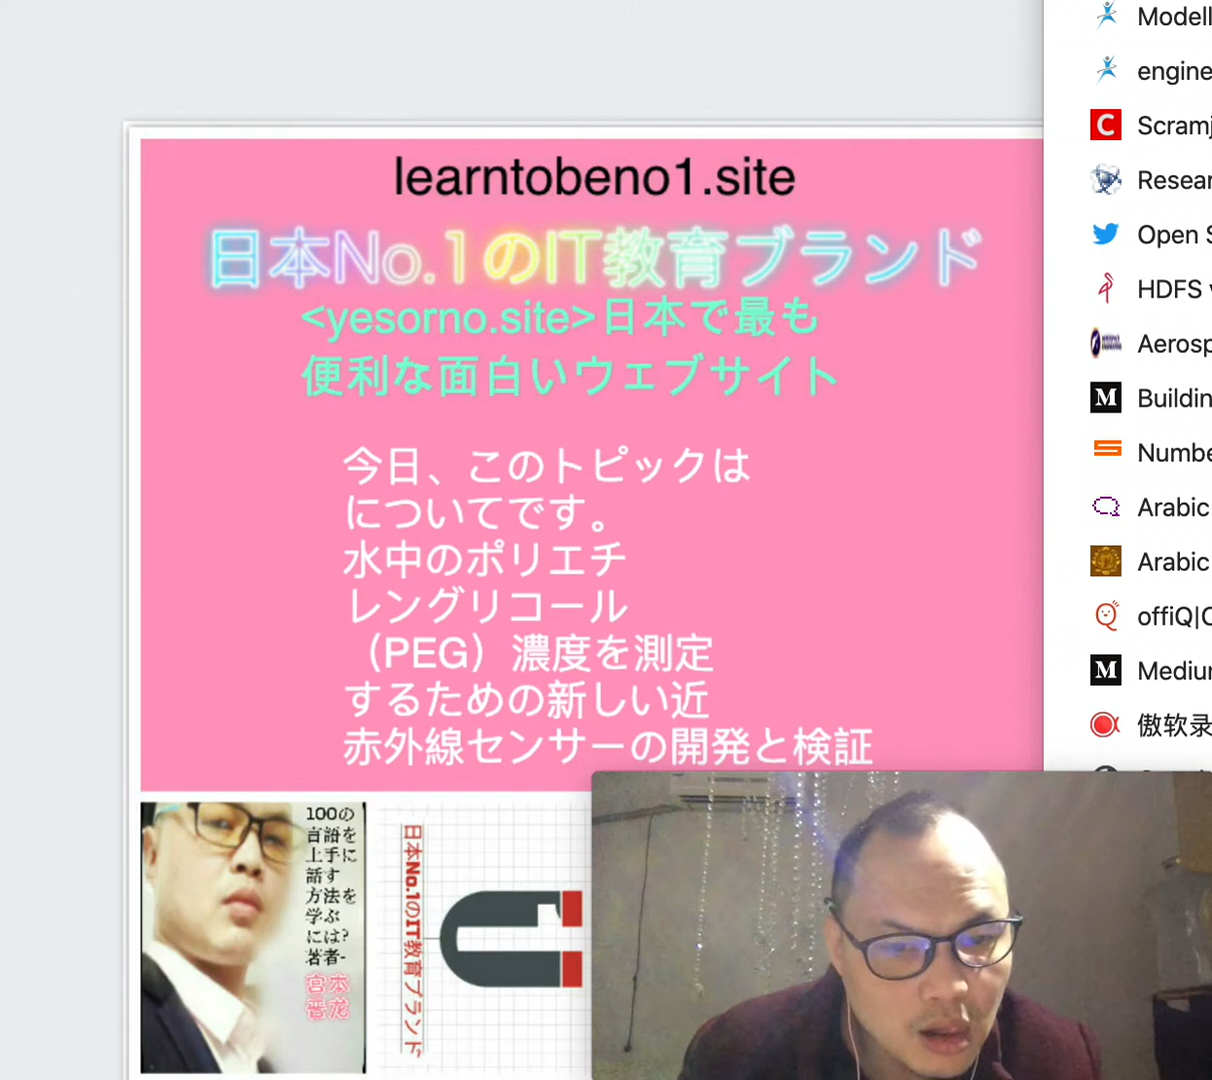 learntobeno1.site
日本No.1のIT教育ブランド
<yesorno.site>日本で最も
便利な面白いウェブサイト
今日、このトピックは
についてです。
水中のポリエチ
レングリコール
（PEG）濃度を測定
するための新しい近
赤外線センサーの開発と検証
100の
言語を
上手に
話す
方法を
学ぶ
には?
著者-
宮本
晋龙
日本No.1のIT教育ブランド
Modell
engine
C
Scramj
Resear
Open S
HDFS v
Aerosp
M
Buildin
Numbe
Arabic
Arabic
offiQ|C
M
Mediur
傲软录